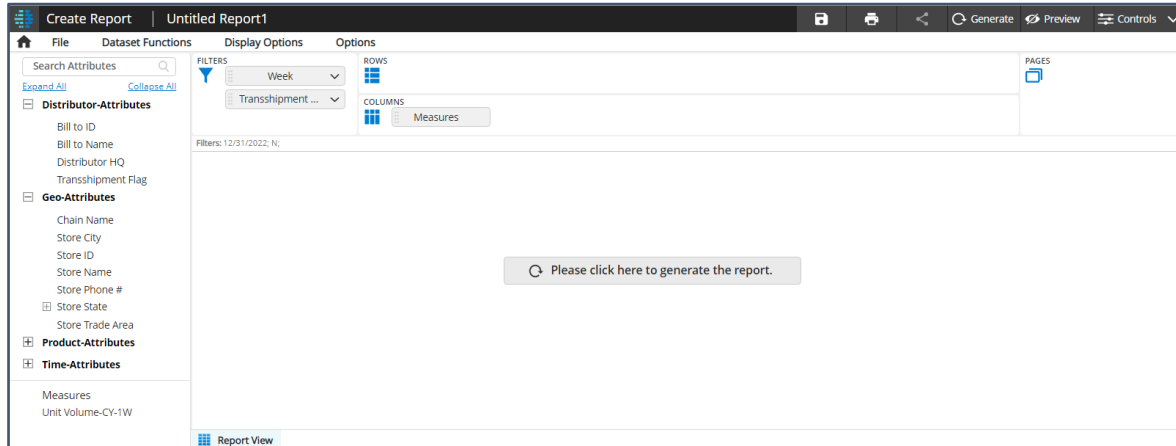 Create Report | Untitled Report1 Generate Preview Controls
File Dataset Functions Display Options Options
Search Attributes
Expand All Collapse All
Distributor-Attributes
Bill to ID
Bill to Name
Distributor HQ
Transshipment Flag
Geo-Attributes
Chain Name
Store City
Store ID
Store Name
Store Phone #
Store State
Store Trade Area
Product-Attributes
Time-Attributes
Measures
Unit Volume-CY-1W
FILTERS
Week
Transshipment ...
ROWS
COLUMNS
Measures
PAGES
Filters: 12/31/2022; N;
Please click here to generate the report.
Report View